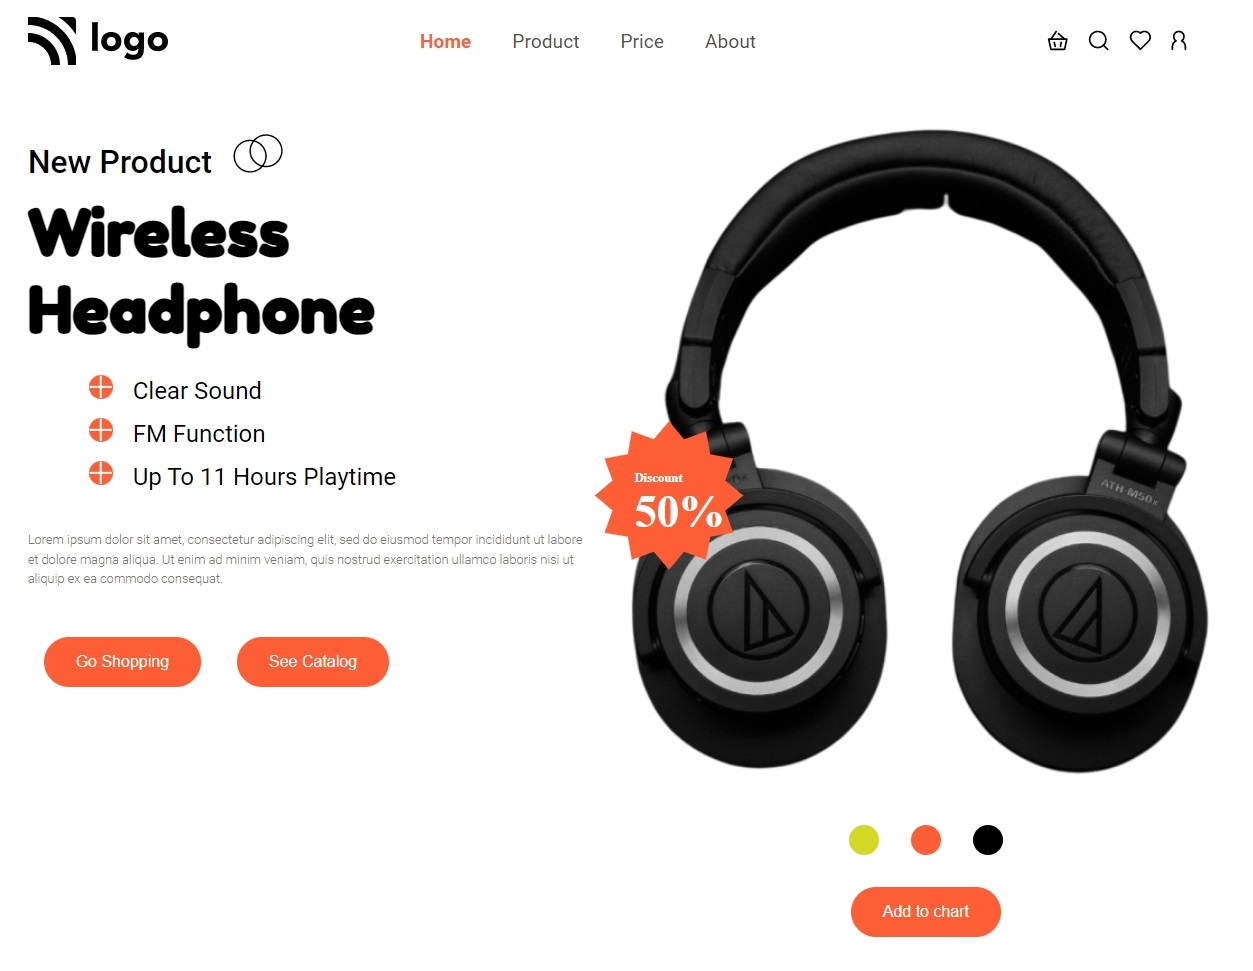 logo
Home
Product
Price
About
New Product
Wireless
Headphone
Clear Sound
FM Function
Up To 11 Hours Playtime
Lorem ipsum dolor sit amet, consectetur adipiscing elit, sed do eiusmod tempor incididunt ut labore
et dolore magna aliqua. Ut enim ad minim veniam, quis nostrud exercitation ullamco laboris nisi ut
aliquip ex ea commodo consequat.
Go Shopping
See Catalog
Discount
50%
ATH-M50x
Add to chart